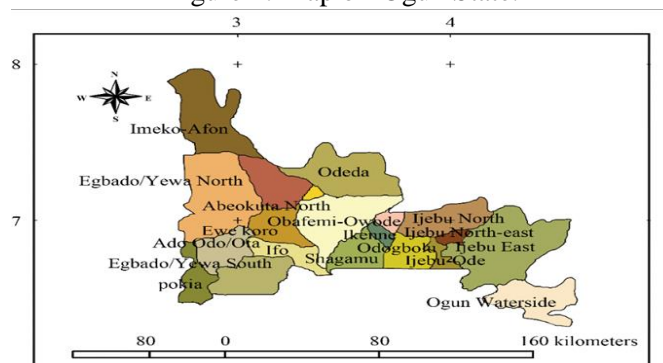 3 4
8
N
W E
S
Imeko-Afon
Egbado/Yewa North
Odeda
Abeokuta North
7
Obafemi-Owode
Ijebu North
Ewekoro
Ikenne
Ijebu North-east
Ado Odo/Ota
Ifo
Odogbolu
Ijebu East
Egbado/Yewa South
Shagamu
Ijebu-Ode
pokia
Ogun Waterside
80 0 80 160 kilometers